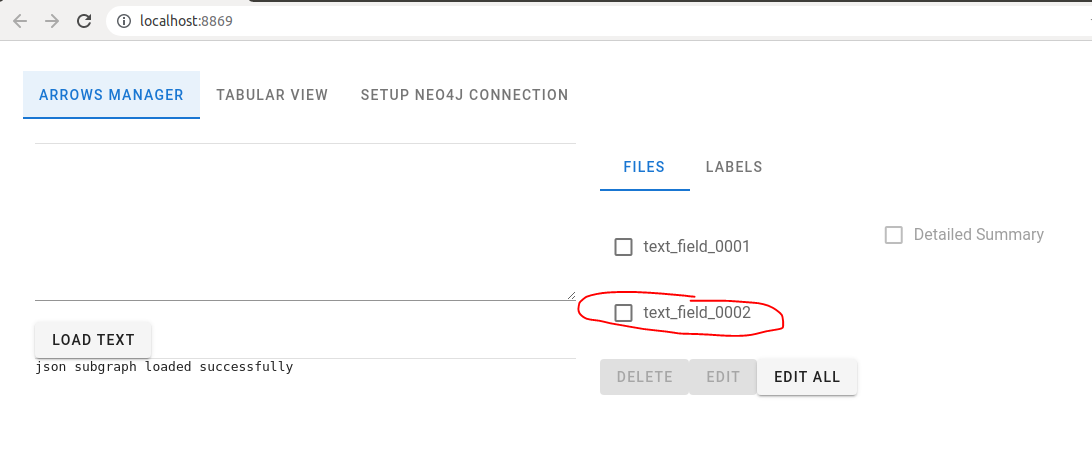 localhost:8869
ARROWS MANAGER TABULAR VIEW SETUP NEO4J CONNECTION
FILES LABELS
text_field_0001
Detailed Summary
text_field_0002
LOAD TEXT
json subgraph loaded successfully
DELETE EDIT EDIT ALL